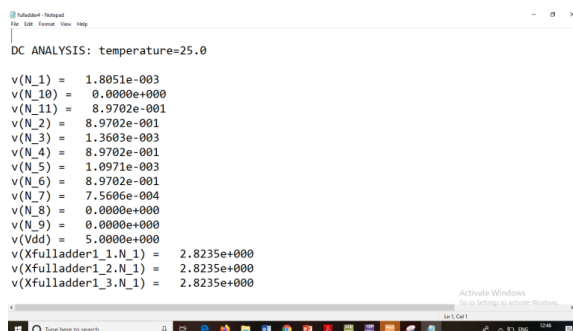 fulladder4 - Notepad
File Edit Format View Help
DC ANALYSIS: temperature=25.0
v(N_1) = 1.8051e-003
v(N_10) = 0.0000e+000
v(N_11) = 8.9702e-001
v(N_2) = 8.9702e-001
v(N_3) = 1.3603e-003
v(N_4) = 8.9702e-001
v(N_5) = 1.0971e-003
v(N_6) = 8.9702e-001
v(N_7) = 7.5606e-004
v(N_8) = 0.0000e+000
v(N_9) = 0.0000e+000
v(Vdd) = 5.0000e+000
v(Xfulladder1_1.N_1) = 2.8235e+000
v(Xfulladder1_2.N_1) = 2.8235e+000
v(Xfulladder1_3.N_1) = 2.8235e+000
Activate Windows
Go to Settings to activate Windows.
Ln 1, Col 1
Type here to search
ENG
12:46